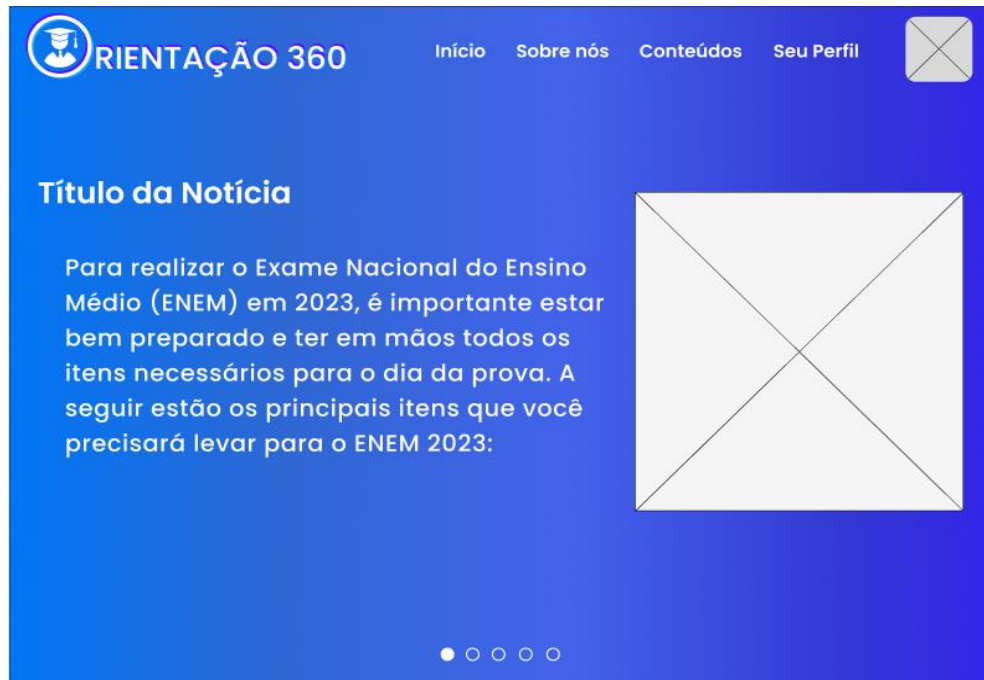 RIENTAÇÃO 360
Início Sobre nós Conteúdos Seu Perfil
Título da Notícia
Para realizar o Exame Nacional do Ensino
Médio (ENEM) em 2023, é importante estar
bem preparado e ter em mãos todos os
itens necessários para o dia da prova. A
seguir estão os principais itens que você
precisará levar para o ENEM 2023: